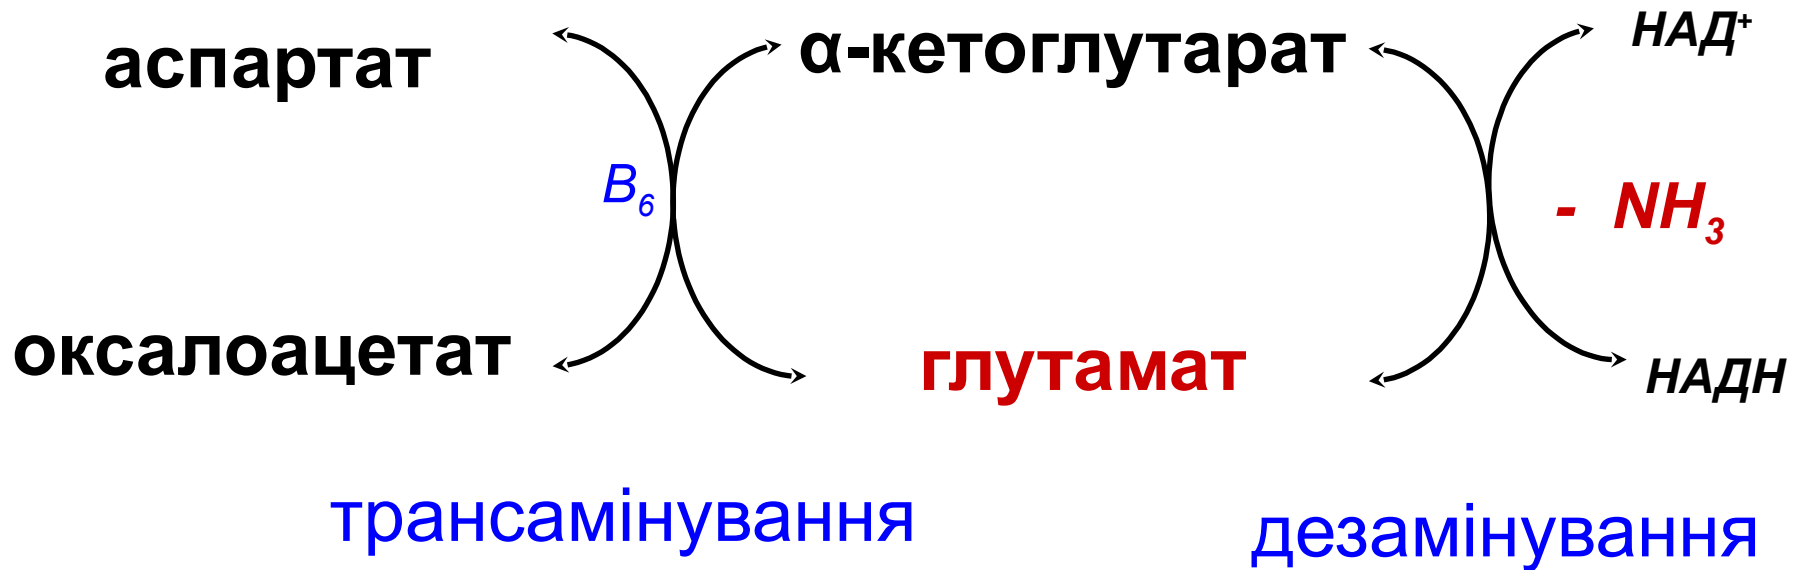 аспартат
α-кетоглутарат
НАД⁺
B₆
- NH₃
оксалоацетат
глутамат
НАДН
трансамінування
дезамінування